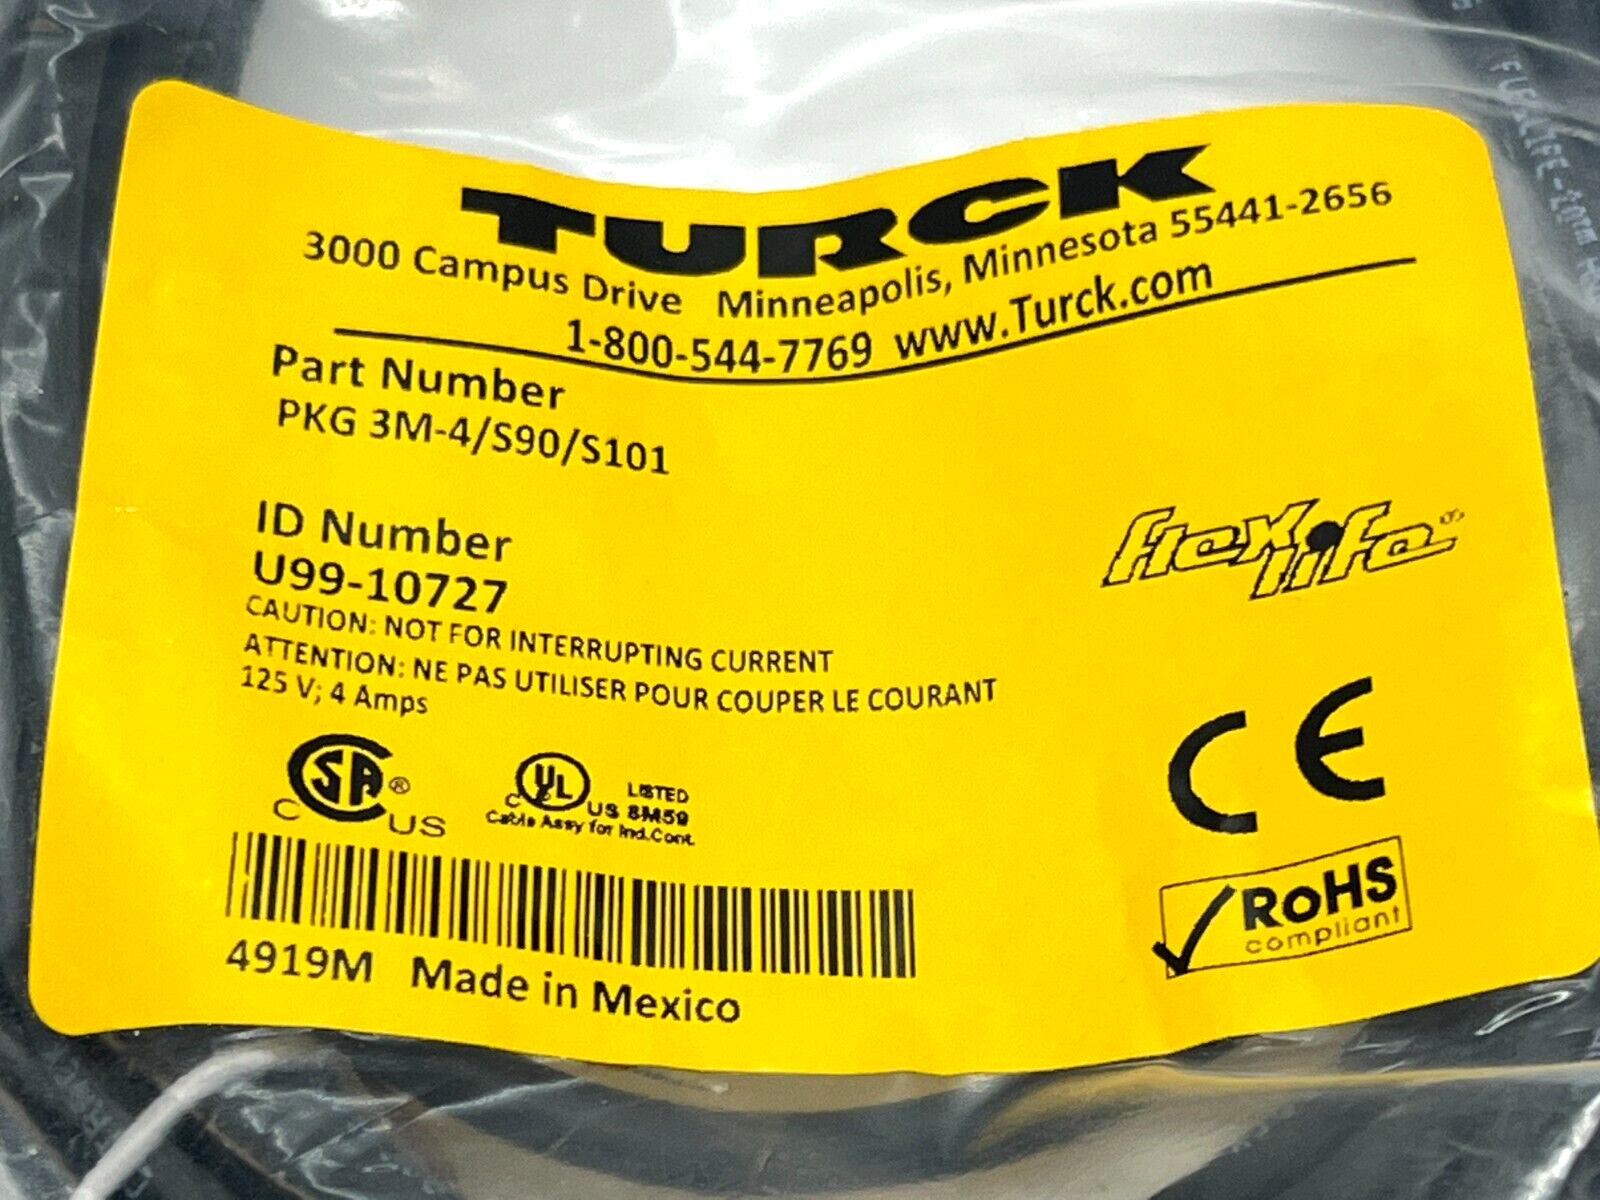 TURCK
3000 Campus Drive Minneapolis, Minnesota 55441-2656
1-800-544-7769 www.Turck.com
Part Number
PKG 3M-4/S90/S101
ID Number
U99-10727
CAUTION: NOT FOR INTERRUPTING CURRENT
ATTENTION: NE PAS UTILISER POUR COUPER LE COURANT
125 V; 4 Amps
flexlife®
CE
CSA®
C US
C UL US LISTED 8M59
Cable Assy for Ind.Cont.
RoHS
compliant
4919M Made in Mexico